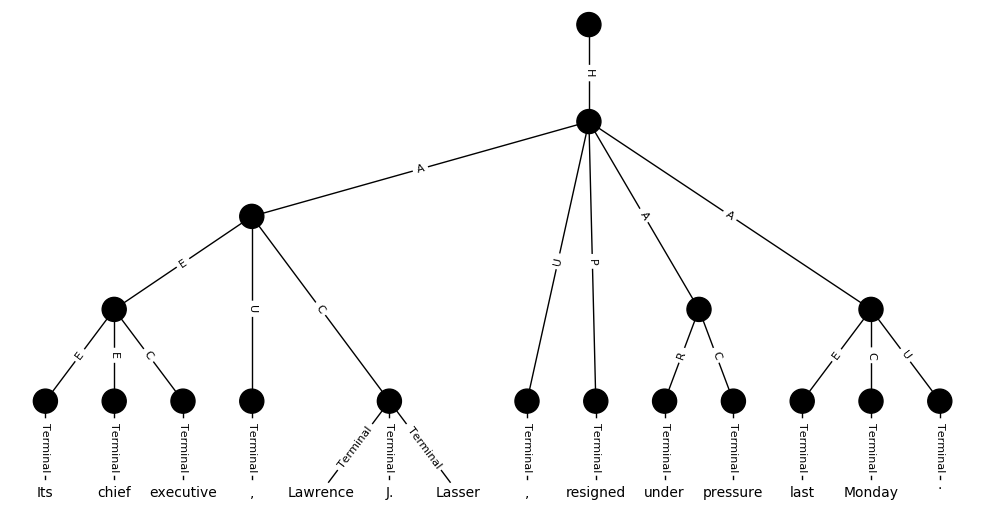 H
A
U
P
A
A
E
U
C
E
E
C
R
C
E
C
U
Terminal Terminal Terminal Terminal Terminal Terminal Terminal Terminal Terminal Terminal Terminal Terminal Terminal Terminal
Its chief executive , Lawrence J. Lasser , resigned under pressure last Monday .